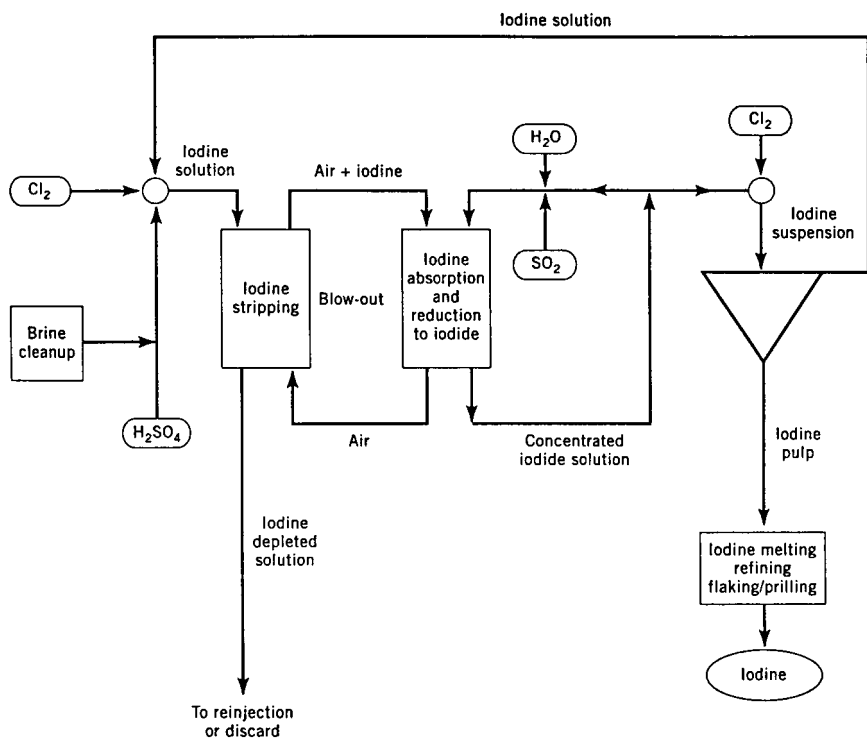 Iodine solution
Cl₂
H₂O
Iodine
solution
Air + iodine
Cl₂
Iodine
suspension
SO₂
Iodine
stripping
Blow-out
Iodine
absorption
and
reduction
to iodide
Brine
cleanup
H₂SO₄
Air
Concentrated
iodide solution
Iodine
pulp
Iodine
depleted
solution
Iodine melting
refining
flaking/prilling
Iodine
To reinjection
or discard